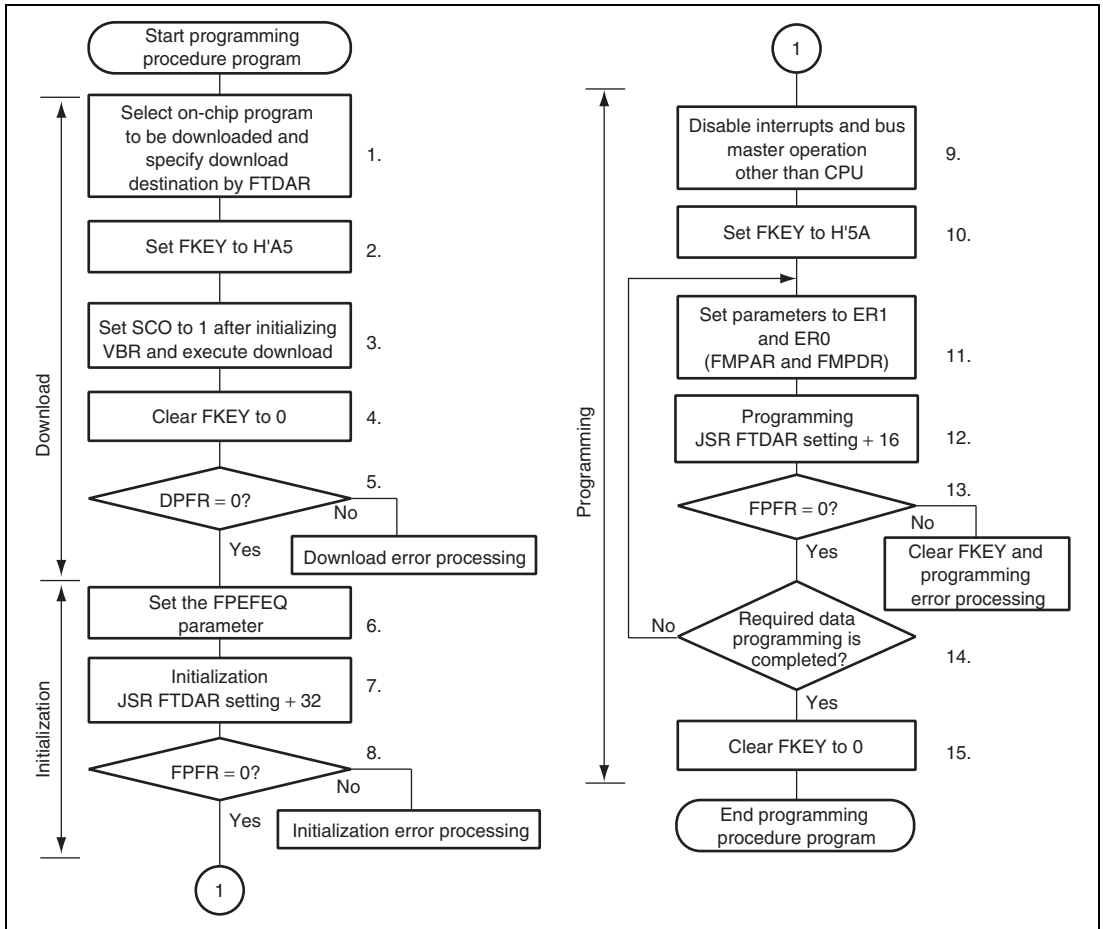 Start programming
procedure program
Select on-chip program
to be downloaded and
specify download
destination by FTDAR
1.
Set FKEY to H'A5
2.
Set SCO to 1 after initializing
VBR and execute download
3.
Clear FKEY to 0
4.
DPFR = 0?
5.
No
Yes
Download error processing
Download
Set the FPEFEQ
parameter
6.
Initialization
JSR FTDAR setting + 32
7.
FPFR = 0?
8.
No
Yes
Initialization error processing
Initialization
1
1
Disable interrupts and bus
master operation
other than CPU
9.
Set FKEY to H'5A
10.
Set parameters to ER1
and ER0
(FMPAR and FMPDR)
11.
Programming
JSR FTDAR setting + 16
12.
FPFR = 0?
13.
No
Yes
Clear FKEY and
programming
error processing
Required data
programming is
completed?
14.
No
Yes
Clear FKEY to 0
15.
Programming
End programming
procedure program